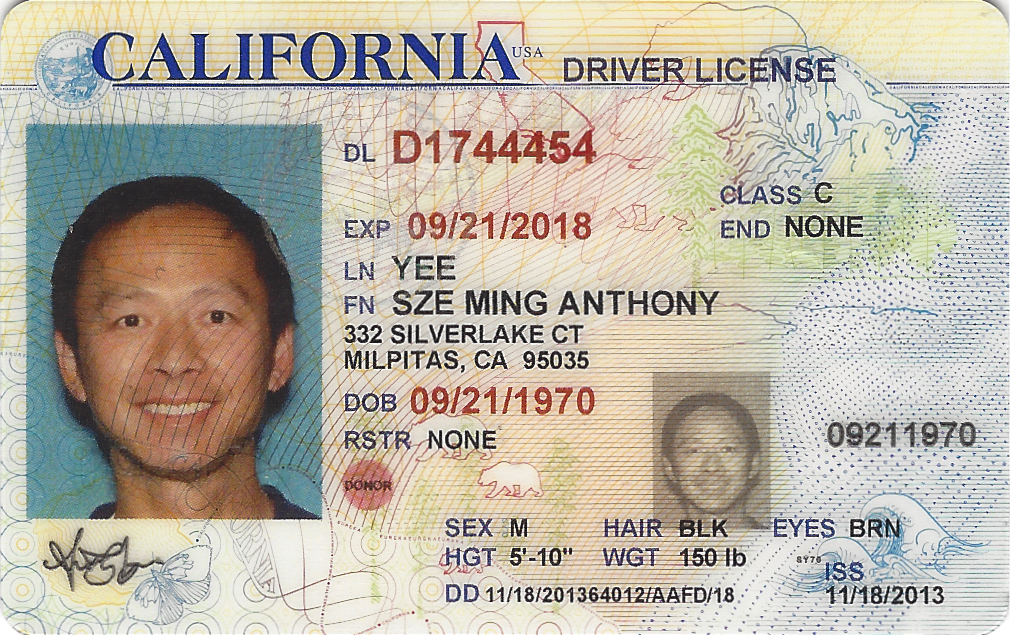 CALIFORNIA USA DRIVER LICENSE
DL D1744454
CLASS C
EXP 09/21/2018
END NONE
LN YEE
FN SZE MING ANTHONY
332 SILVERLAKE CT
MILPITAS, CA 95035
DOB 09/21/1970
RSTR NONE
09211970
DONOR
SEX M HAIR BLK EYES BRN
HGT 5'-10" WGT 150 lb
ISS
DD 11/18/201364012/AAFD/18 11/18/2013